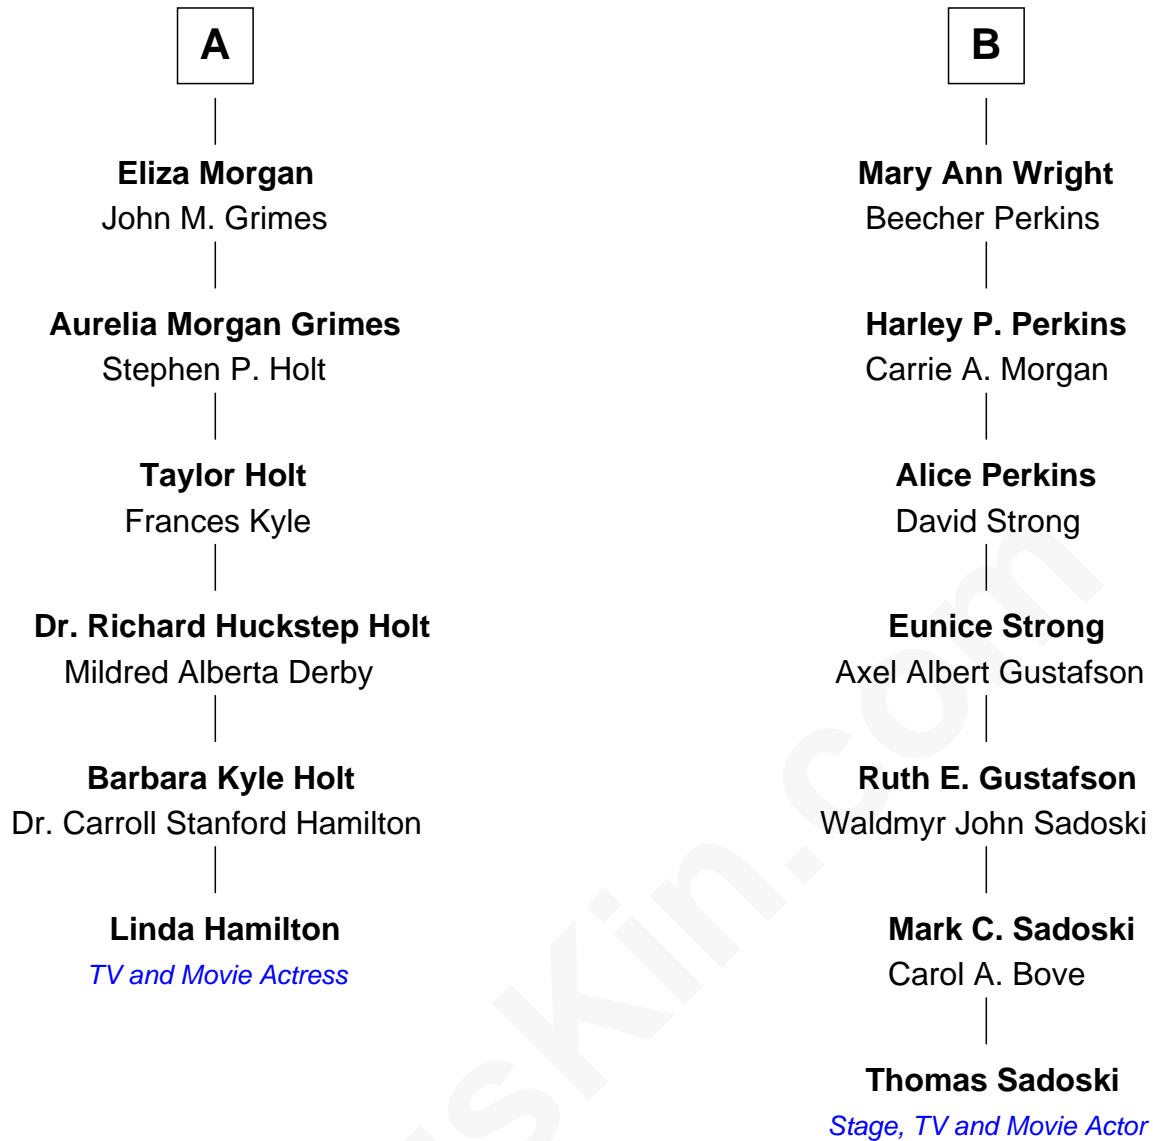 A
Eliza Morgan
John M. Grimes
Aurelia Morgan Grimes
Stephen P. Holt
Taylor Holt
Frances Kyle
Dr. Richard Huckstep Holt
Mildred Alberta Derby
Barbara Kyle Holt
Dr. Carroll Stanford Hamilton
Linda Hamilton
TV and Movie Actress
B
Mary Ann Wright
Beecher Perkins
Harley P. Perkins
Carrie A. Morgan
Alice Perkins
David Strong
Eunice Strong
Axel Albert Gustafson
Ruth E. Gustafson
Waldmyr John Sadoski
Mark C. Sadoski
Carol A. Bove
Thomas Sadoski
Stage, TV and Movie Actor
sKin.com